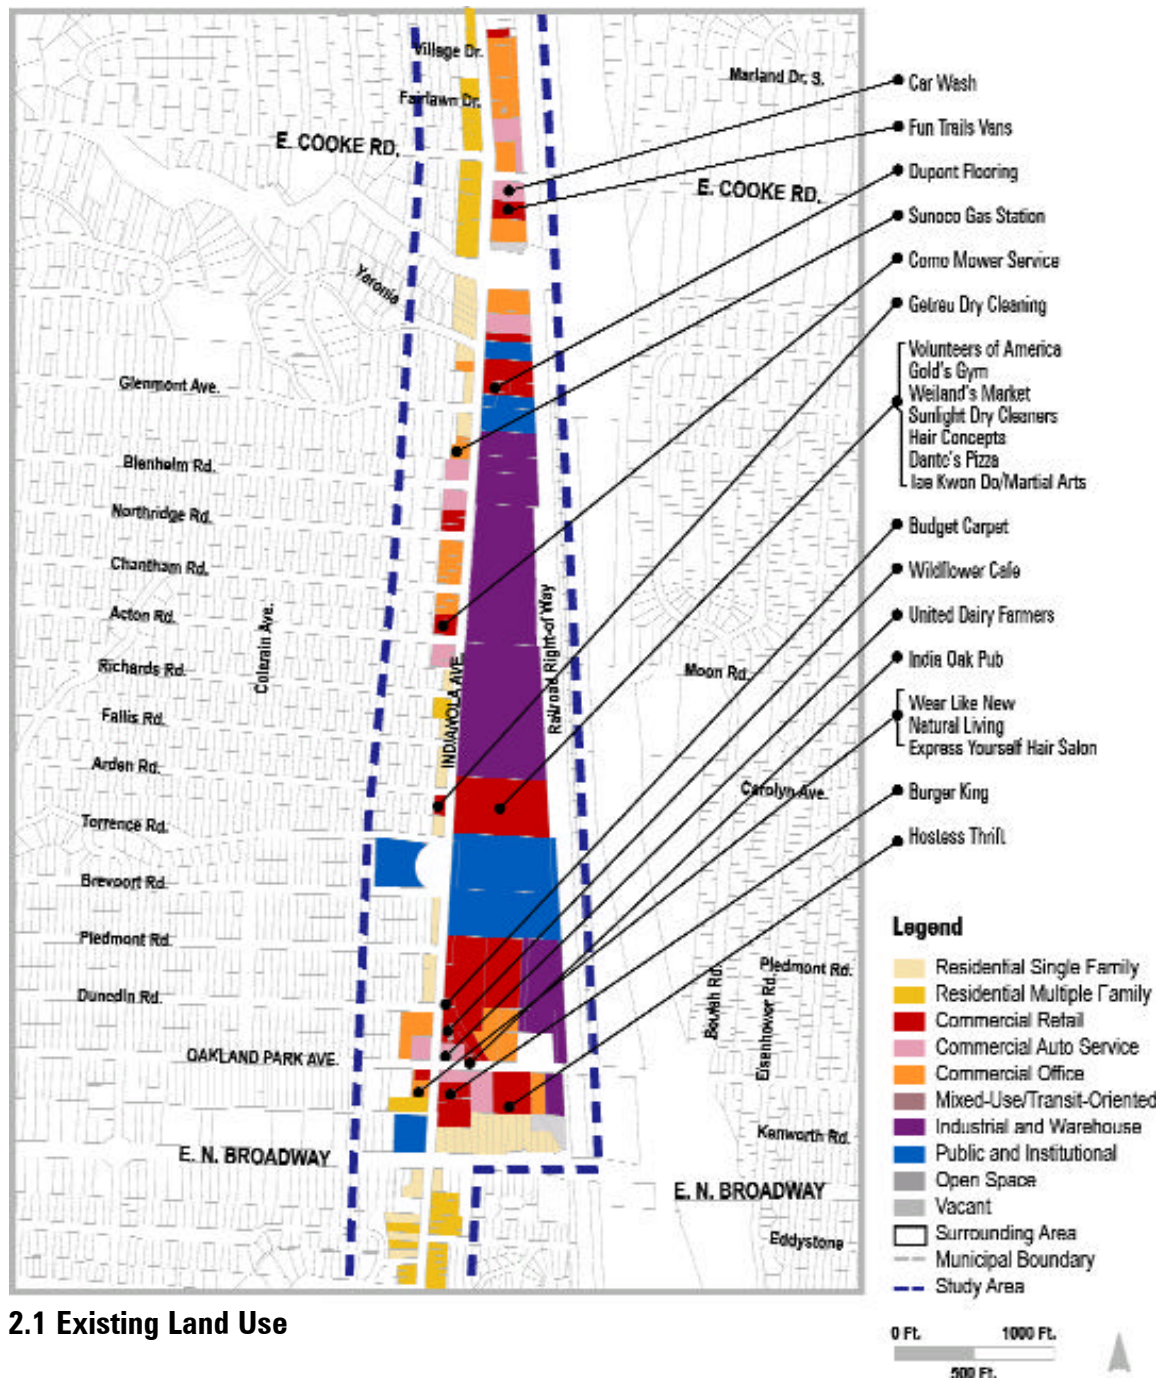 Village Dr.
Marland Dr. S.
Fairlawn Dr.
E. COOKE RD.
E. COOKE RD.
Yaronia
Glenmont Ave.
Blenheim Rd.
Northridge Rd.
Chantham Rd.
Acton Rd.
Richards Rd.
Fallis Rd.
Arden Rd.
Torrence Rd.
Brevoort Rd.
Piedmont Rd.
Dunedin Rd.
OAKLAND PARK AVE.
E. N. BROADWAY
Colorain Ave.
INDIANOLA AVE.
Railroad Right-of Way
Moon Rd.
Carolyn Ave.
Piedmont Rd.
Beulah Rd.
Eisenhower Rd.
Kenworth Rd.
E. N. BROADWAY
Eddystone
Car Wash
Fun Trails Vans
Dupont Flooring
Sunoco Gas Station
Como Mower Service
Getreu Dry Cleaning
Volunteers of America
Gold's Gym
Weiland's Market
Sunlight Dry Cleaners
Hair Concepts
Dante's Pizza
Tae Kwon Do/Martial Arts
Budget Carpet
Wildflower Cafe
United Dairy Farmers
India Oak Pub
Wear Like New
Natural Living
Express Yourself Hair Salon
Burger King
Hostess Thrift
Legend
Residential Single Family
Residential Multiple Family
Commercial Retail
Commercial Auto Service
Commercial Office
Mixed-Use/Transit-Oriented
Industrial and Warehouse
Public and Institutional
Open Space
Vacant
Surrounding Area
Municipal Boundary
Study Area
0 Ft. 1000 Ft.
500 Ft.
2.1 Existing Land Use